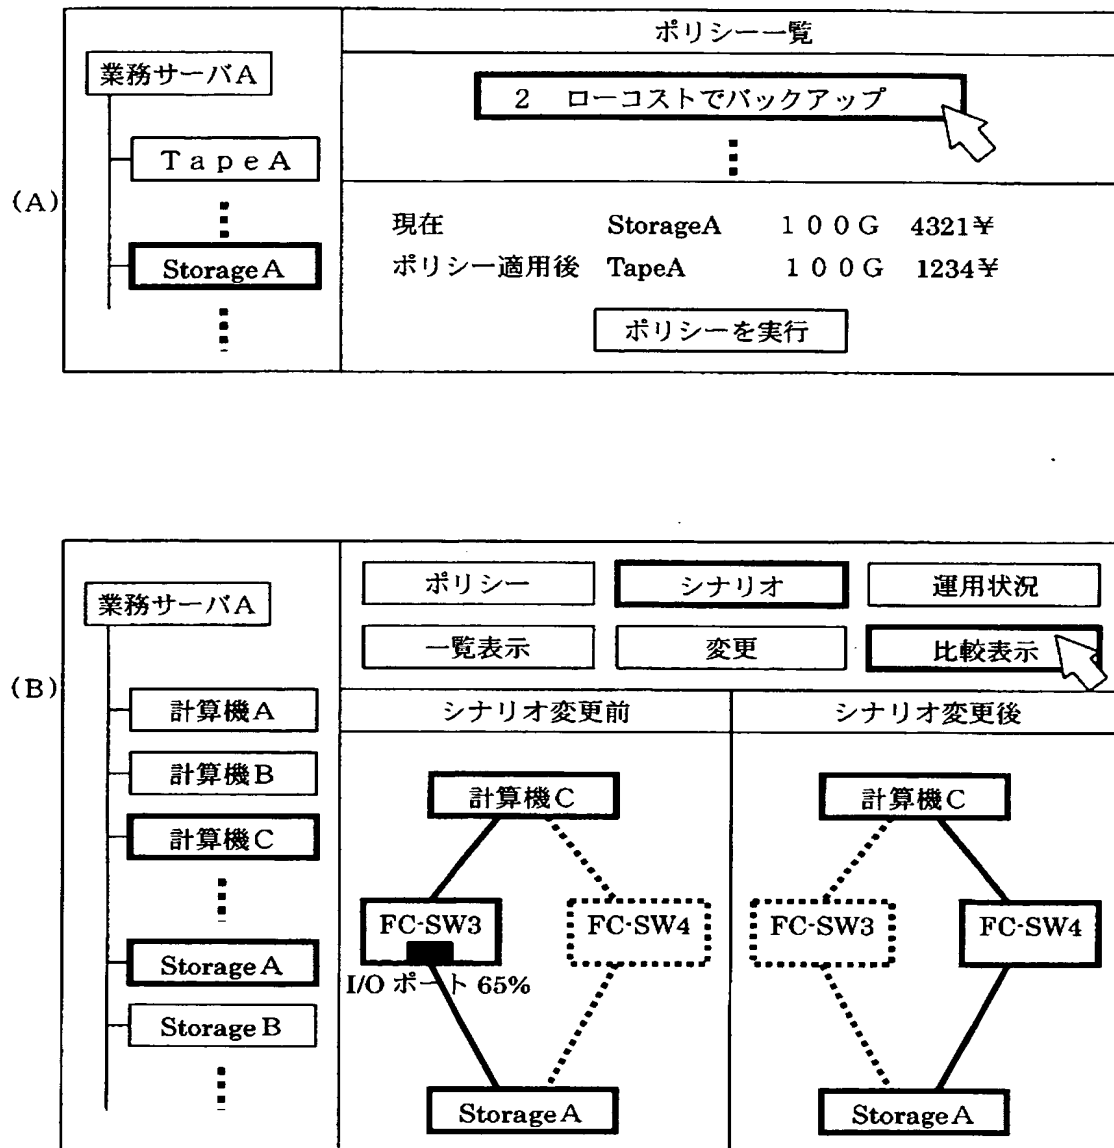 (A)
業務サーバA
TapeA
StorageA
ポリシー一覧
2 ローコストでバックアップ
現在 StorageA 100G 4321¥
ポリシー適用後 TapeA 100G 1234¥
ポリシーを実行
(B)
業務サーバA
計算機A
計算機B
計算機C
StorageA
StorageB
ポリシー シナリオ 運用状況
一覧表示 変更 比較表示
シナリオ変更前 シナリオ変更後
計算機C 計算機C
FC-SW3 FC-SW4 FC-SW3 FC-SW4
I/O ポート 65%
StorageA StorageA